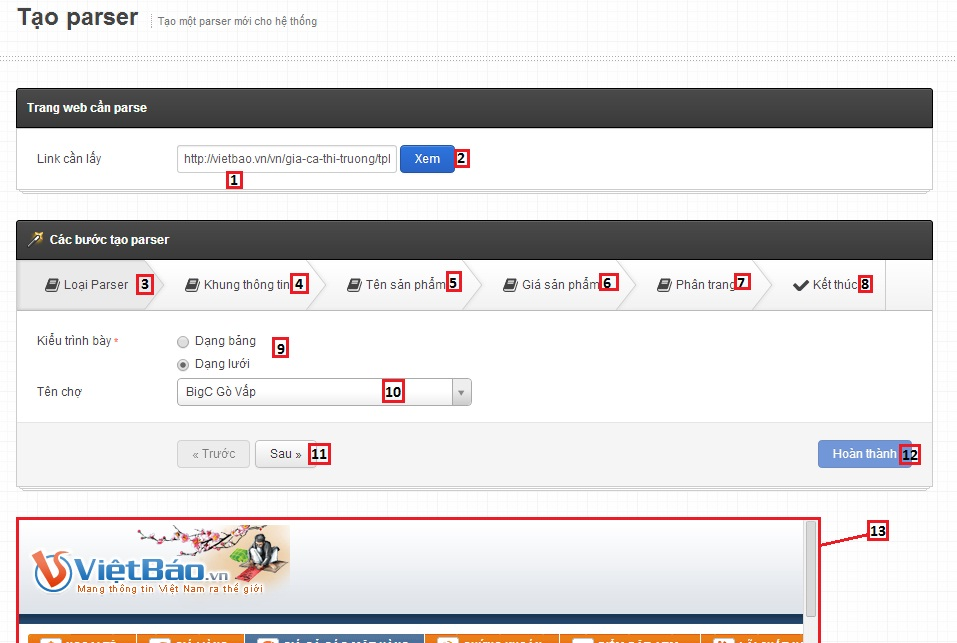 Tạo parser Tạo một parser mới cho hệ thống
Trang web cần parse
Link cần lấy http://vietbao.vn/vn/gia-ca-thi-truong/tpl Xem 2
1
Các bước tạo parser
Loại Parser 3 Khung thông tin 4 Tên sản phẩm 5 Giá sản phẩm 6 Phân trang 7 Kết thúc 8
Kiểu trình bày * Dạng bảng 9
Dạng lưới
Tên chợ BigC Gò Vấp 10
« Trước Sau » 11 Hoàn thành 12
13
VIỆTBÁO.vn
Mang thông tin Việt Nam ra thế giới